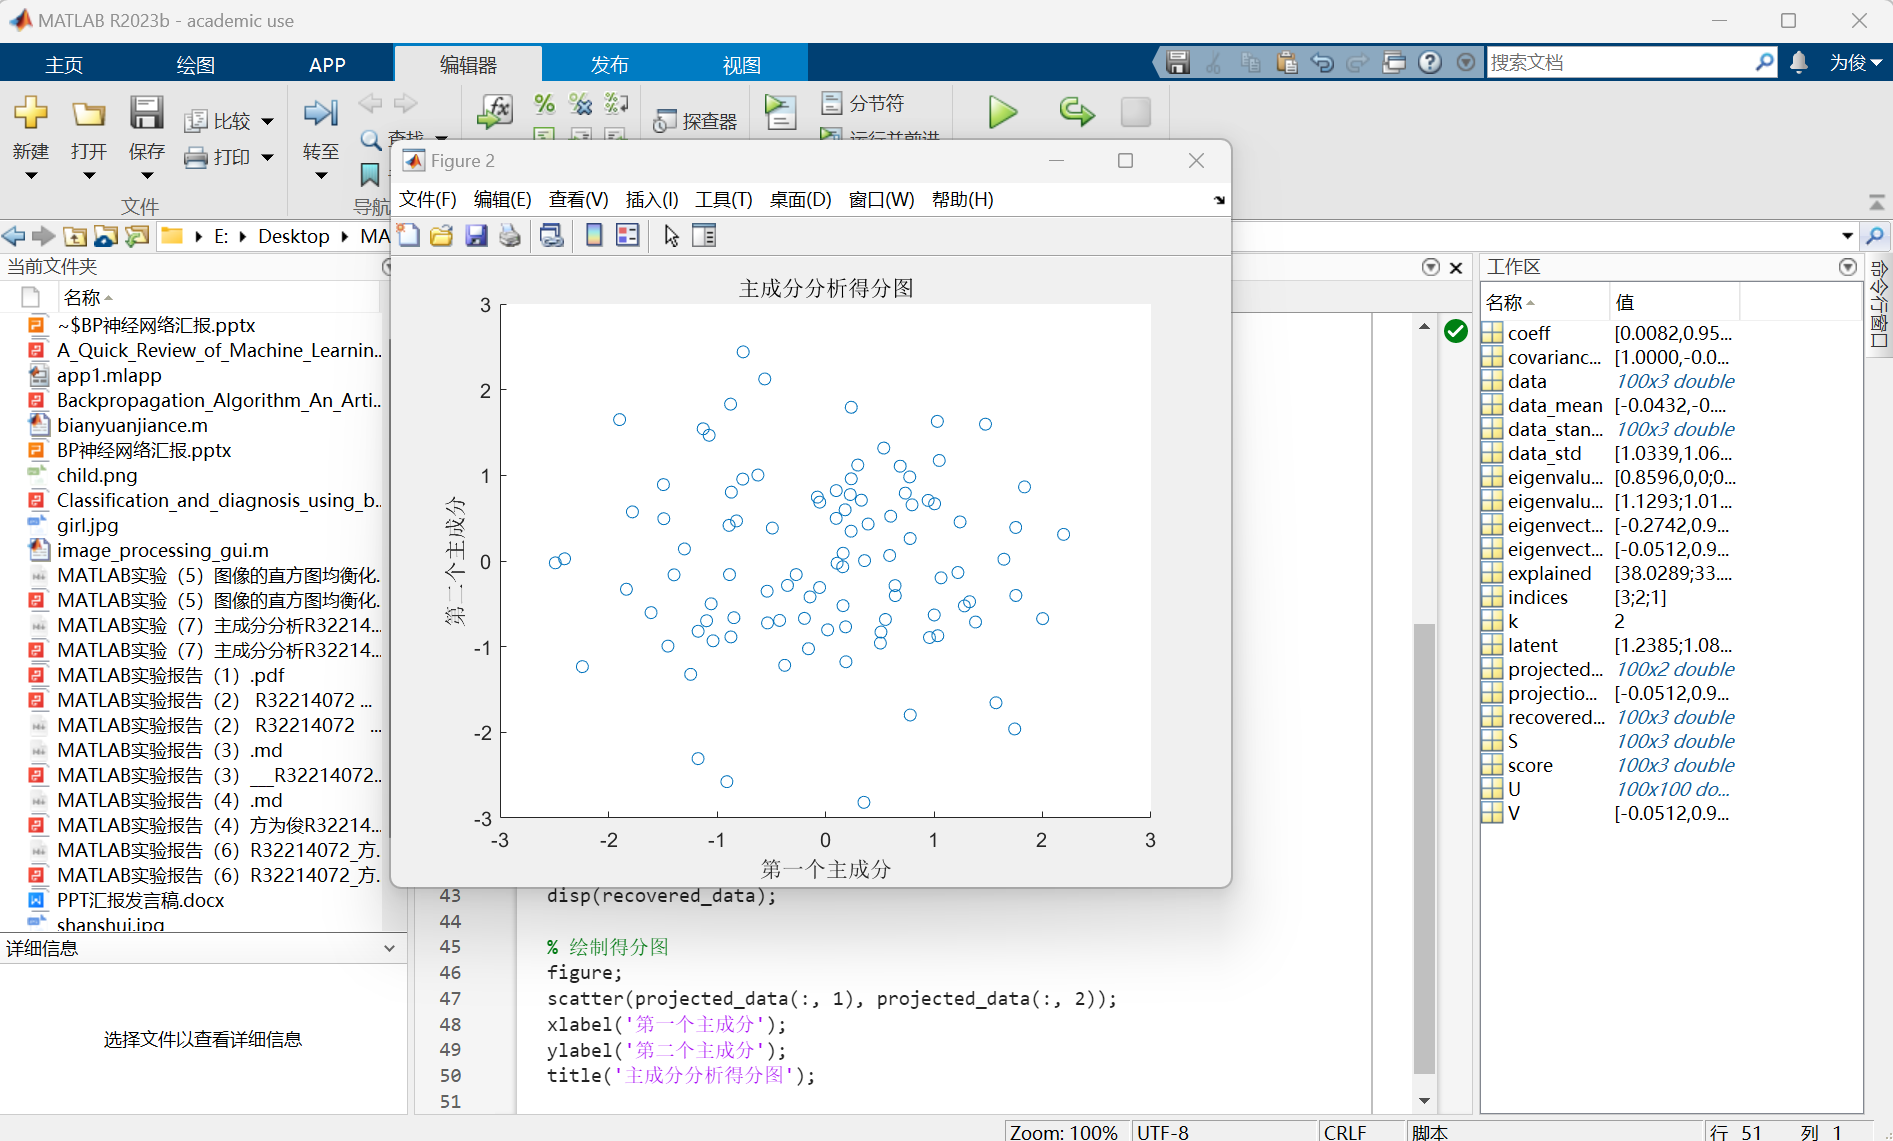 MATLAB R2023b - academic use
主页 绘图 APP 编辑器 发布 视图 搜索文档 为俊
新建 打开 保存 比较 打印 转至 查找 探查器 分节符
文件 导航
E: Desktop MA
当前文件夹
名称
~$BP神经网络汇报.pptx
A_Quick_Review_of_Machine_Learnin...
app1.mlapp
Backpropagation_Algorithm_An_Arti...
bianyuanjiance.m
BP神经网络汇报.pptx
child.png
Classification_and_diagnosis_using_b...
girl.jpg
image_processing_gui.m
MATLAB实验（5）图像的直方图均衡化...
MATLAB实验（5）图像的直方图均衡化...
MATLAB实验（7）主成分分析R32214...
MATLAB实验（7）主成分分析R32214...
MATLAB实验报告（1）.pdf
MATLAB实验报告（2） R32214072 ...
MATLAB实验报告（2） R32214072 ...
MATLAB实验报告（3）.md
MATLAB实验报告（3）__R32214072...
MATLAB实验报告（4）.md
MATLAB实验报告（4）方为俊R32214...
MATLAB实验报告（6）R32214072_方...
MATLAB实验报告（6）R32214072_方...
PPT汇报发言稿.docx
shanshui.jpg
详细信息
选择文件以查看详细信息
Figure 2
文件(F) 编辑(E) 查看(V) 插入(I) 工具(T) 桌面(D) 窗口(W) 帮助(H)
主成分分析得分图
3
2
1
0
-1
-2
-3
第二个主成分
-3 -2 -1 0 1 2 3
第一个主成分
43 disp(recovered_data);
44
45 % 绘制得分图
46 figure;
47 scatter(projected_data(:, 1), projected_data(:, 2));
48 xlabel('第一个主成分');
49 ylabel('第二个主成分');
50 title('主成分分析得分图');
51
工作区
名称 值
coeff [0.0082,0.95...
covarianc... [1.0000,-0.0...
data 100x3 double
data_mean [-0.0432,-0....
data_stan... 100x3 double
data_std [1.0339,1.06...
eigenvalu... [0.8596,0,0;0...
eigenvalu... [1.1293;1.01...
eigenvect... [-0.2742,0.9...
eigenvect... [-0.0512,0.9...
explained [38.0289;33....
indices [3;2;1]
k 2
latent [1.2385;1.08...
projected... 100x2 double
projectio... [-0.0512,0.9...
recovered... 100x3 double
S 100x3 double
score 100x3 double
U 100x100 do...
V [-0.0512,0.9...
命令行窗口
Zoom: 100% UTF-8 CRLF 脚本 行 51 列 1